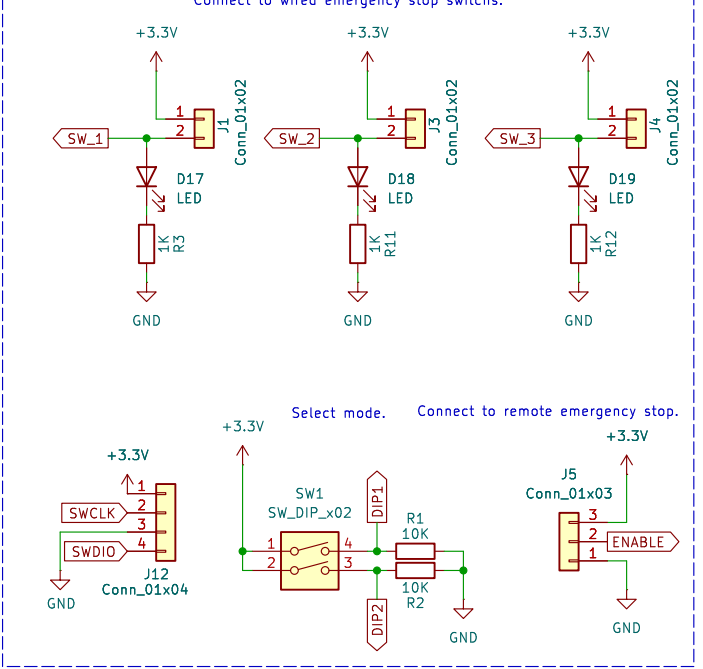 Connect to wired emergency stop switchs.
+3.3V
+3.3V
+3.3V
1
2
J1
Conn_01x02
SW_1
1
2
J3
Conn_01x02
SW_2
1
2
J4
Conn_01x02
SW_3
D17
LED
D18
LED
D19
LED
1K
R3
1K
R11
1K
R12
GND
GND
GND
Select mode.
Connect to remote emergency stop.
+3.3V
+3.3V
+3.3V
1
SWCLK
2
3
SWDIO
4
J12
Conn_01x04
GND
SW1
SW_DIP_x02
1
2
4
3
DIP1
DIP2
R1
10K
10K
R2
GND
J5
Conn_01x03
3
2
1
ENABLE
GND